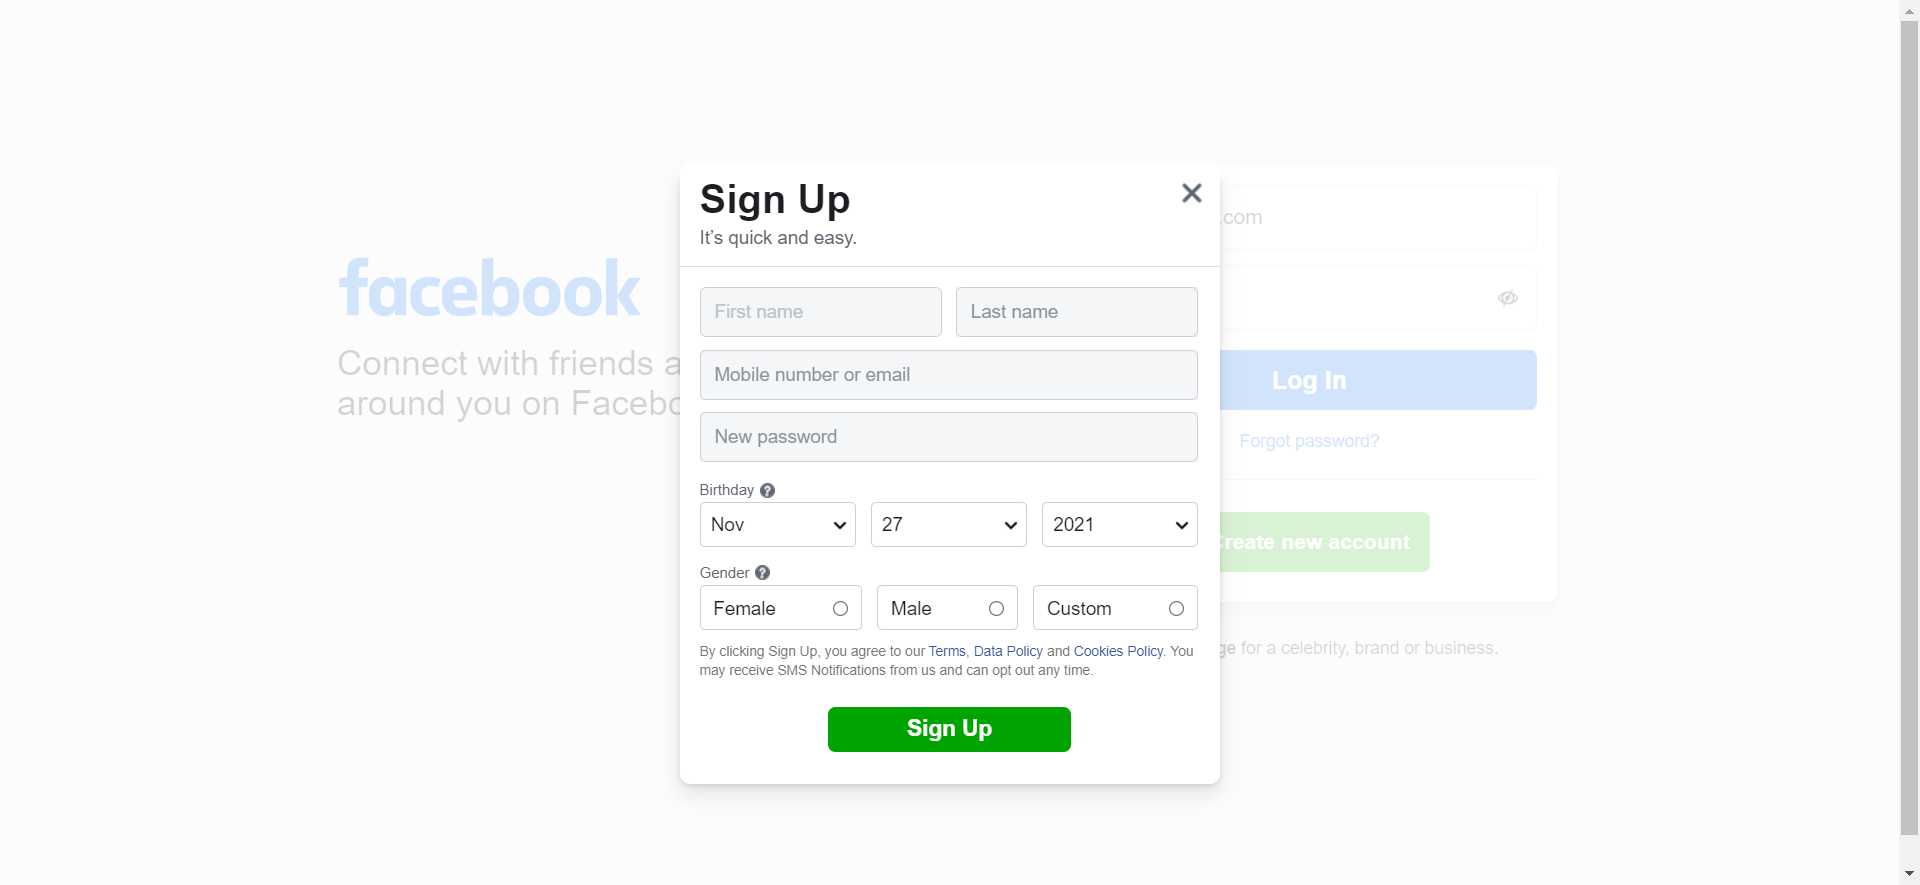 Sign Up
It's quick and easy.
facebook
Connect with friends a
around you on Facebo
First name
Last name
Mobile number or email
New password
Birthday ?
Nov
27
2021
Gender ?
Female
Male
Custom
By clicking Sign Up, you agree to our Terms, Data Policy and Cookies Policy. You
may receive SMS Notifications from us and can opt out any time.
Sign Up
.com
Log In
Forgot password?
Create new account
ge for a celebrity, brand or business.